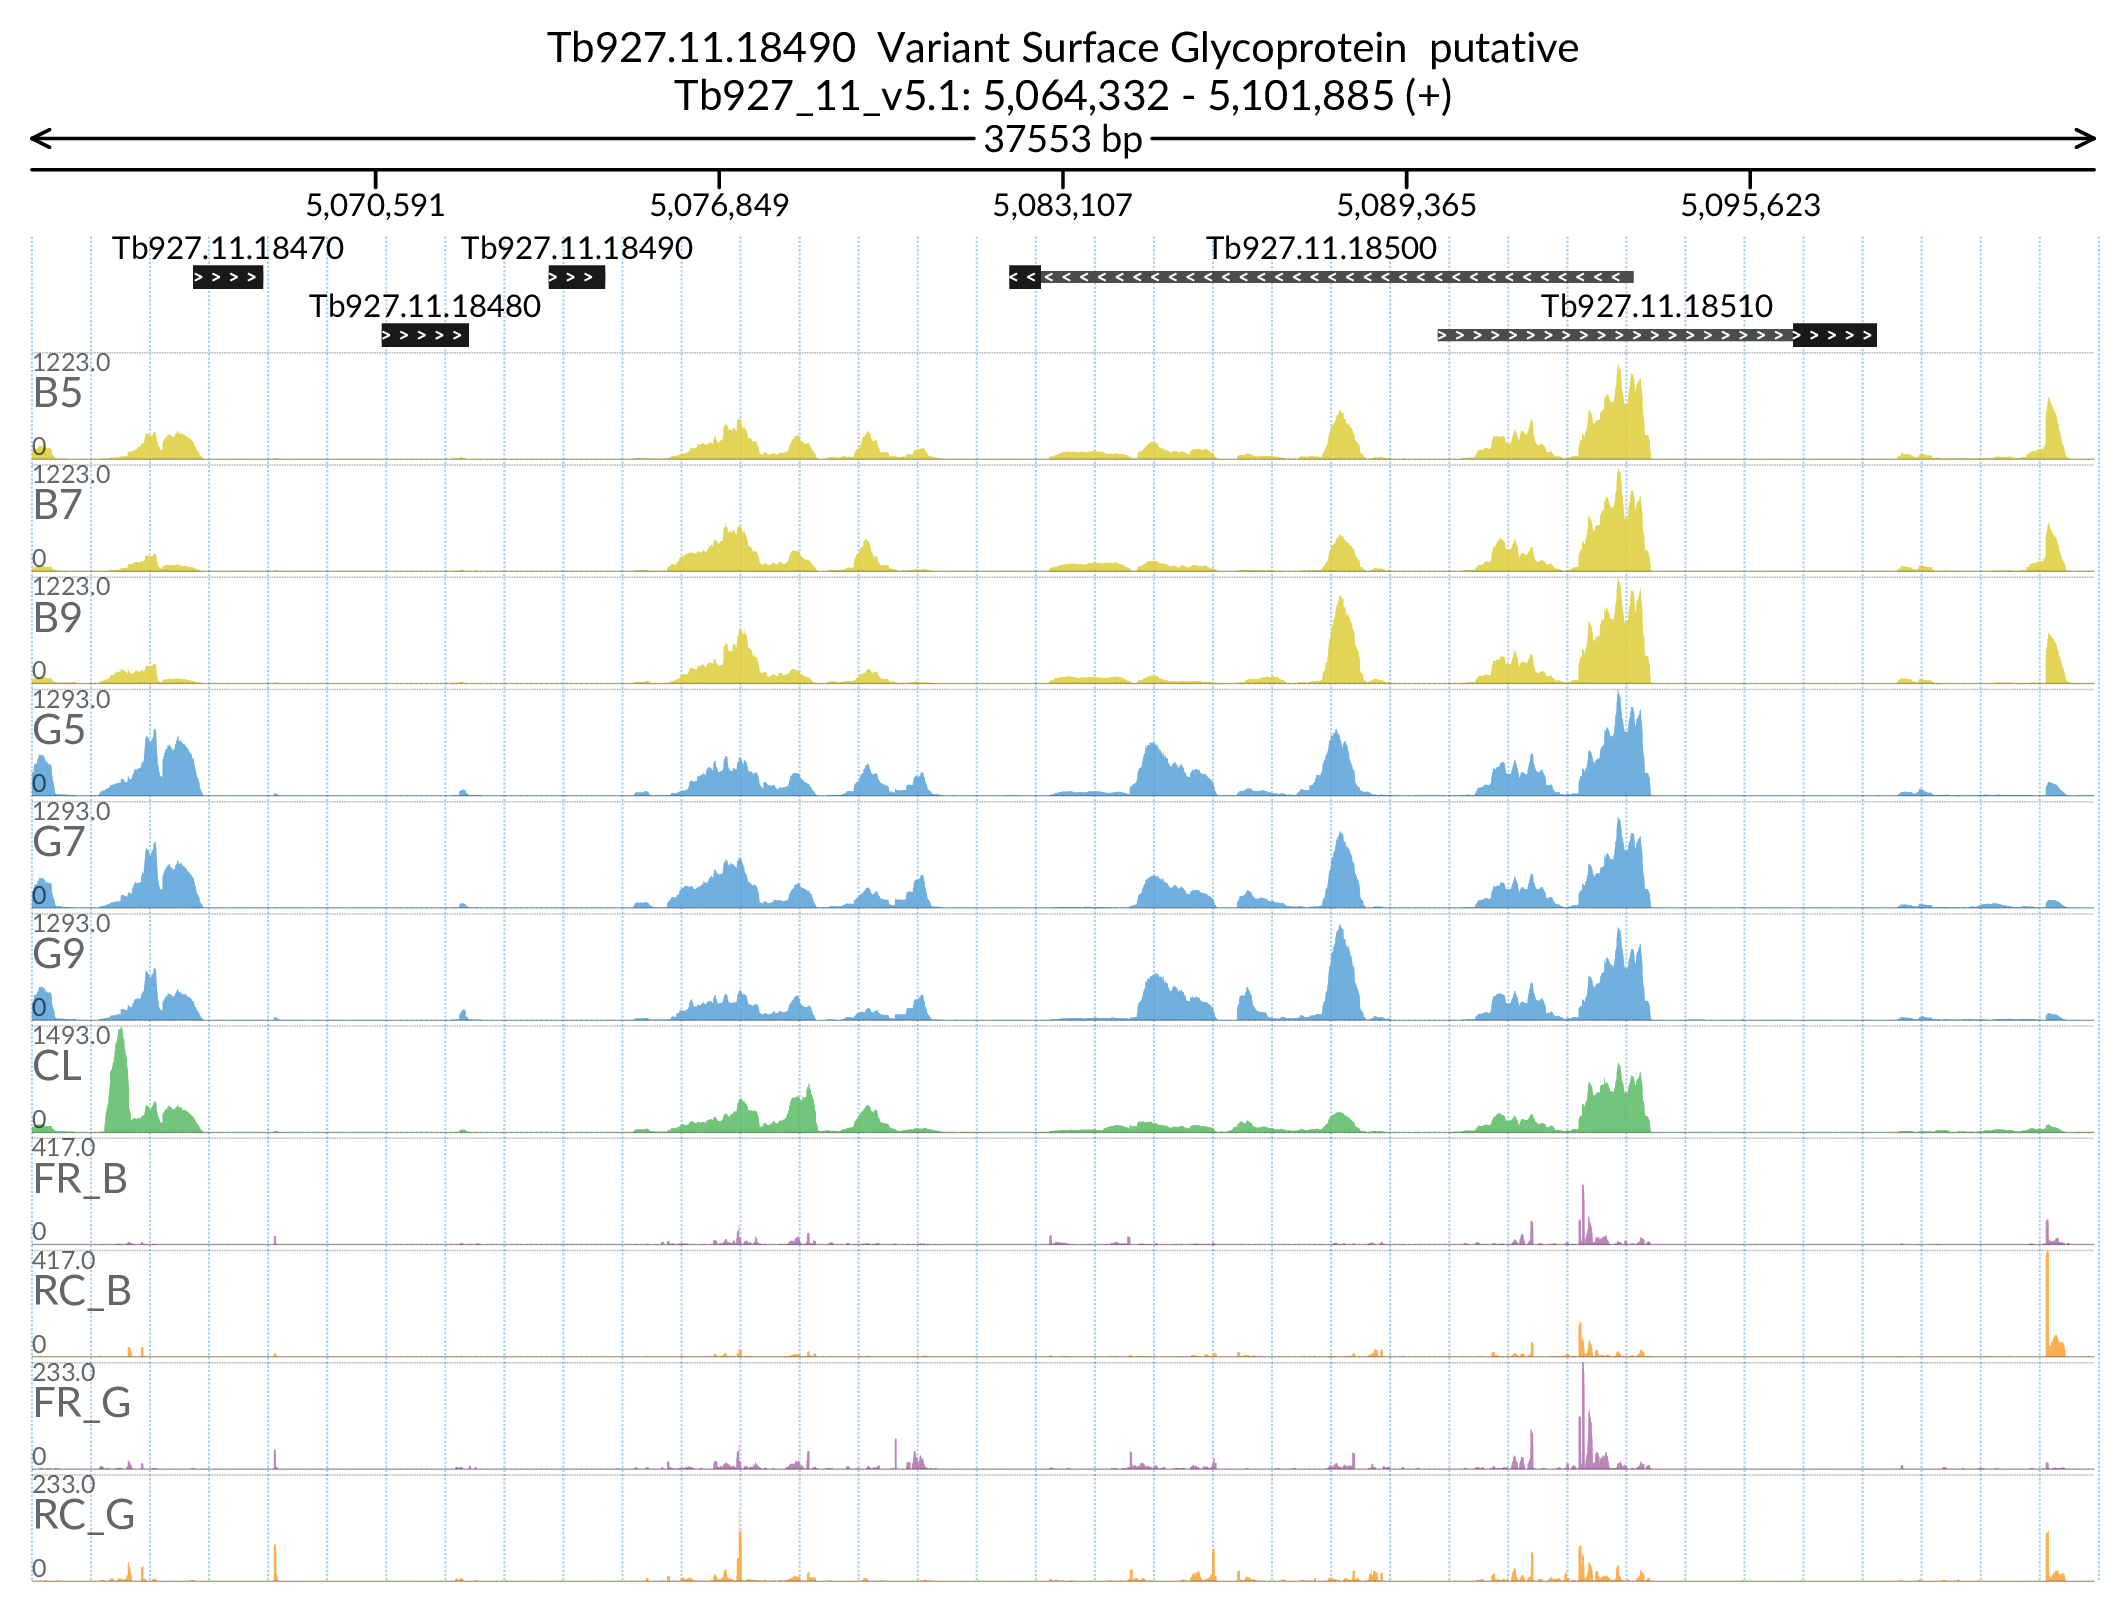 Tb927.11.18490  Variant Surface Glycoprotein  putative
Tb927_11_v5.1: 5,064,332 - 5,101,885 (+)
37553 bp
5,070,591 5,076,849 5,083,107 5,089,365 5,095,623
Tb927.11.18470 Tb927.11.18490 Tb927.11.18500
Tb927.11.18480 Tb927.11.18510
1223.0
B5
0
1223.0
B7
0
1223.0
B9
0
1293.0
G5
0
1293.0
G7
0
1293.0
G9
0
1493.0
CL
0
417.0
FR_B
0
417.0
RC_B
0
233.0
FR_G
0
233.0
RC_G
0